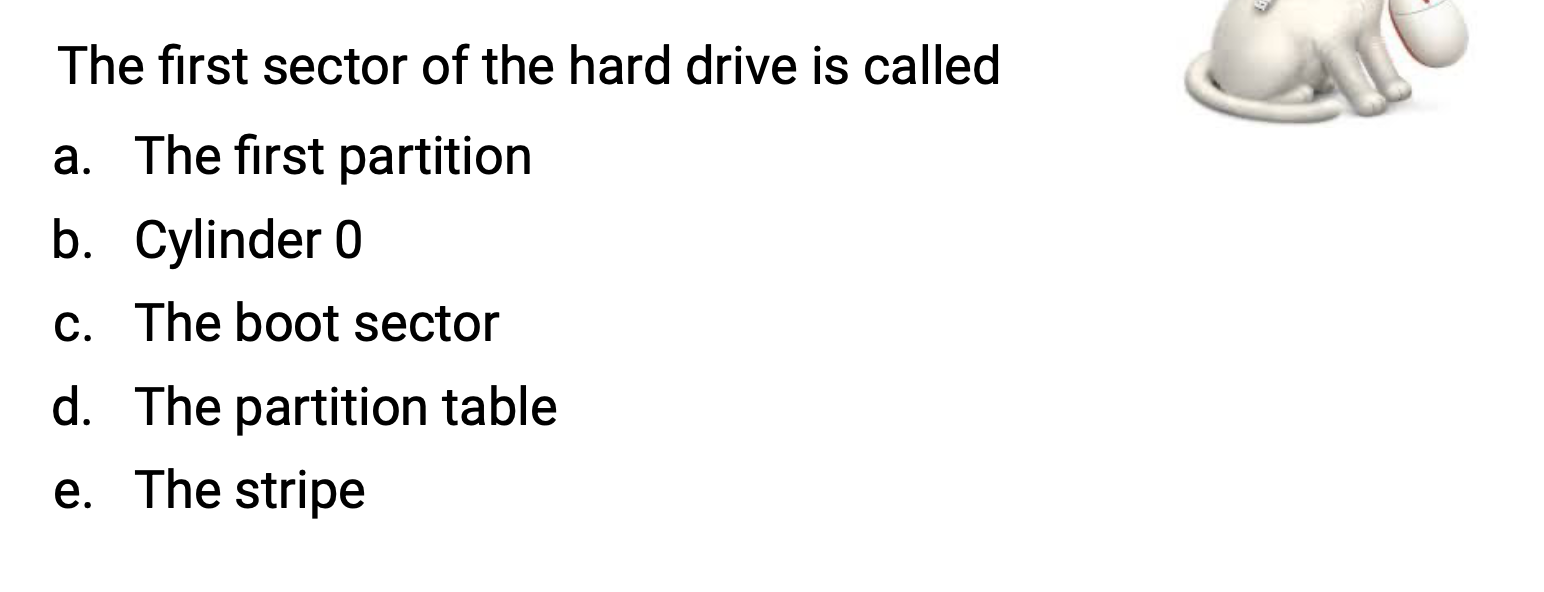 The first sector of the hard drive is called
a. The first partition
b. Cylinder 0
c. The boot sector
d. The partition table
e. The stripe